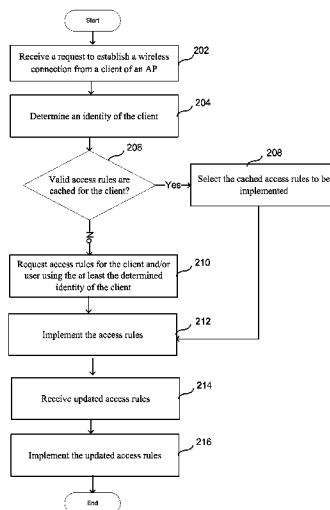 Start
Receive a request to establish a wireless
connection from a client of an AP
202
Determine an identity of the client
204
206
Valid access rules are
cached for the client?
Yes
208
Select the cached access rules to be
implemented
No
Request access rules for the client and/or
user using the at least the determined
identity of the client
210
Implement the access rules
212
Receive updated access rules
214
Implement the updated access rules
216
End